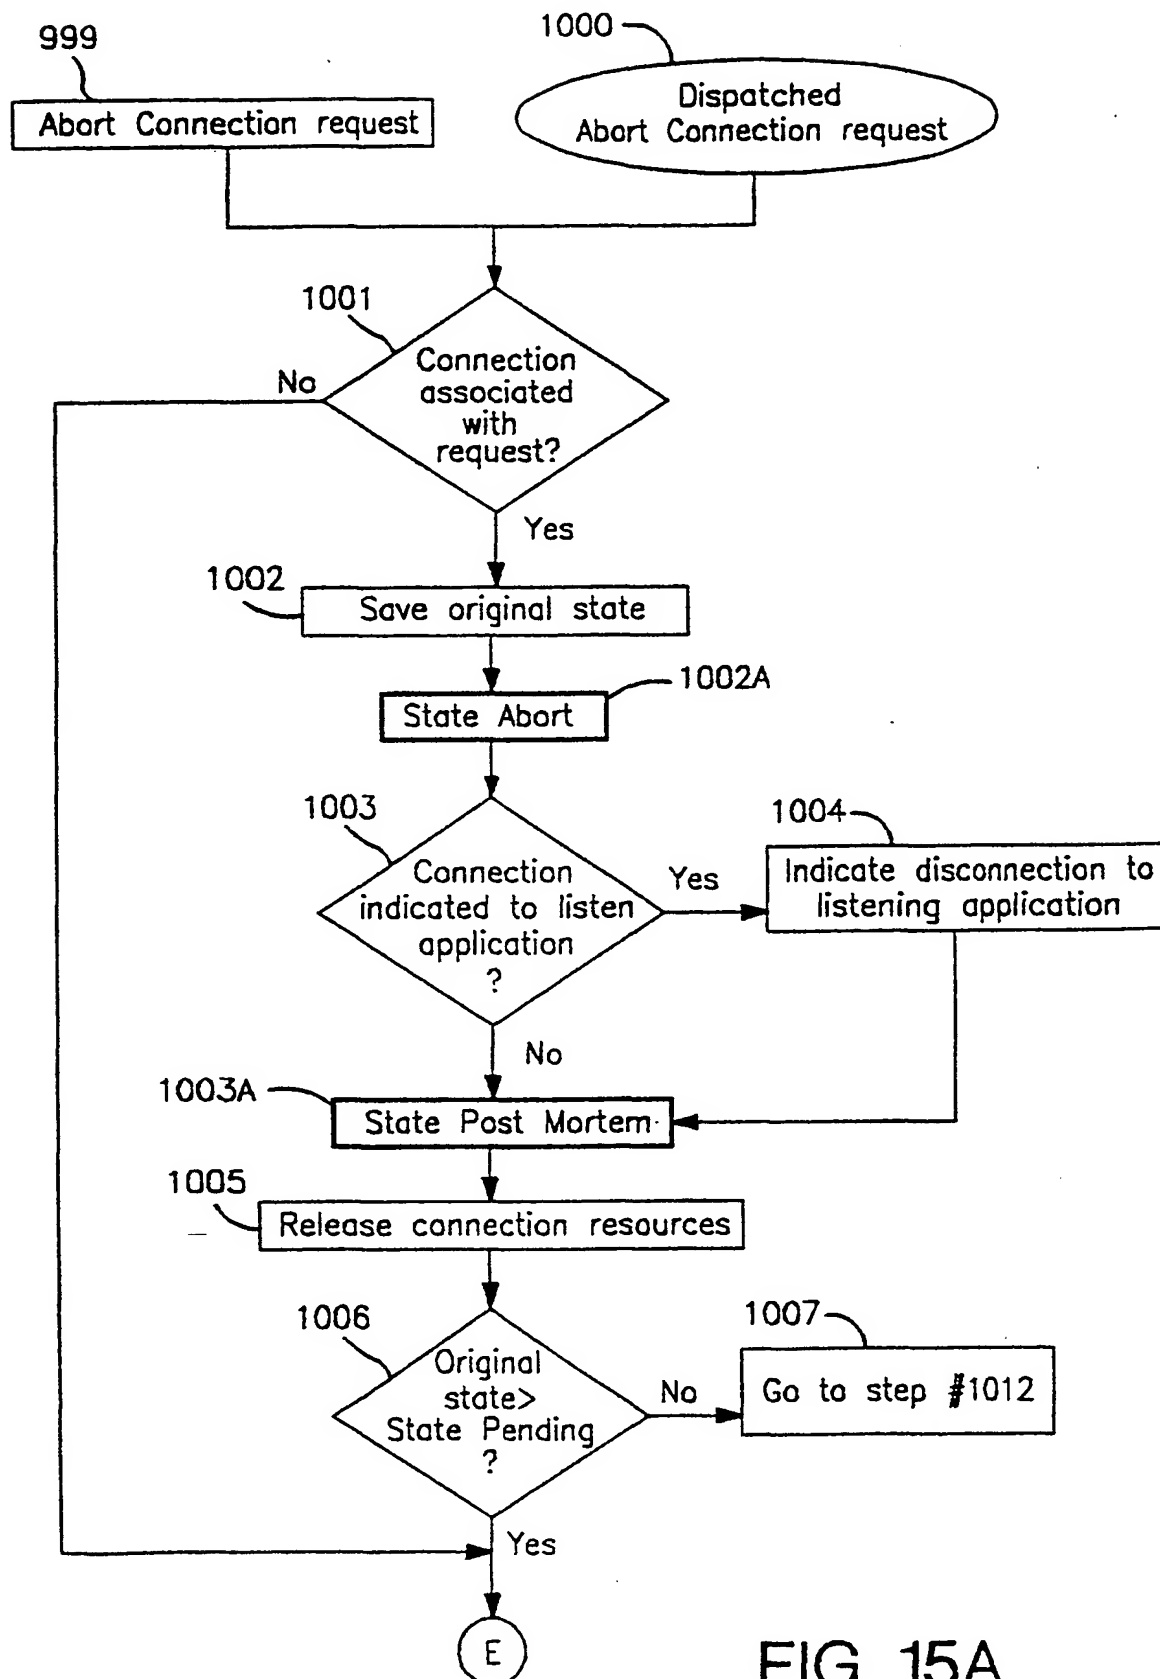 999
Abort Connection request
1000
Dispatched
Abort Connection request
1001
Connection
associated
with
request?
No
Yes
1002
Save original state
1002A
State Abort
1003
Connection
indicated to listen
application
?
Yes
1004
Indicate disconnection to
listening application
No
1003A
State Post Mortem
1005
Release connection resources
1006
Original
state>
State Pending
?
No
1007
Go to step #1012
Yes
E
FIG. 15A